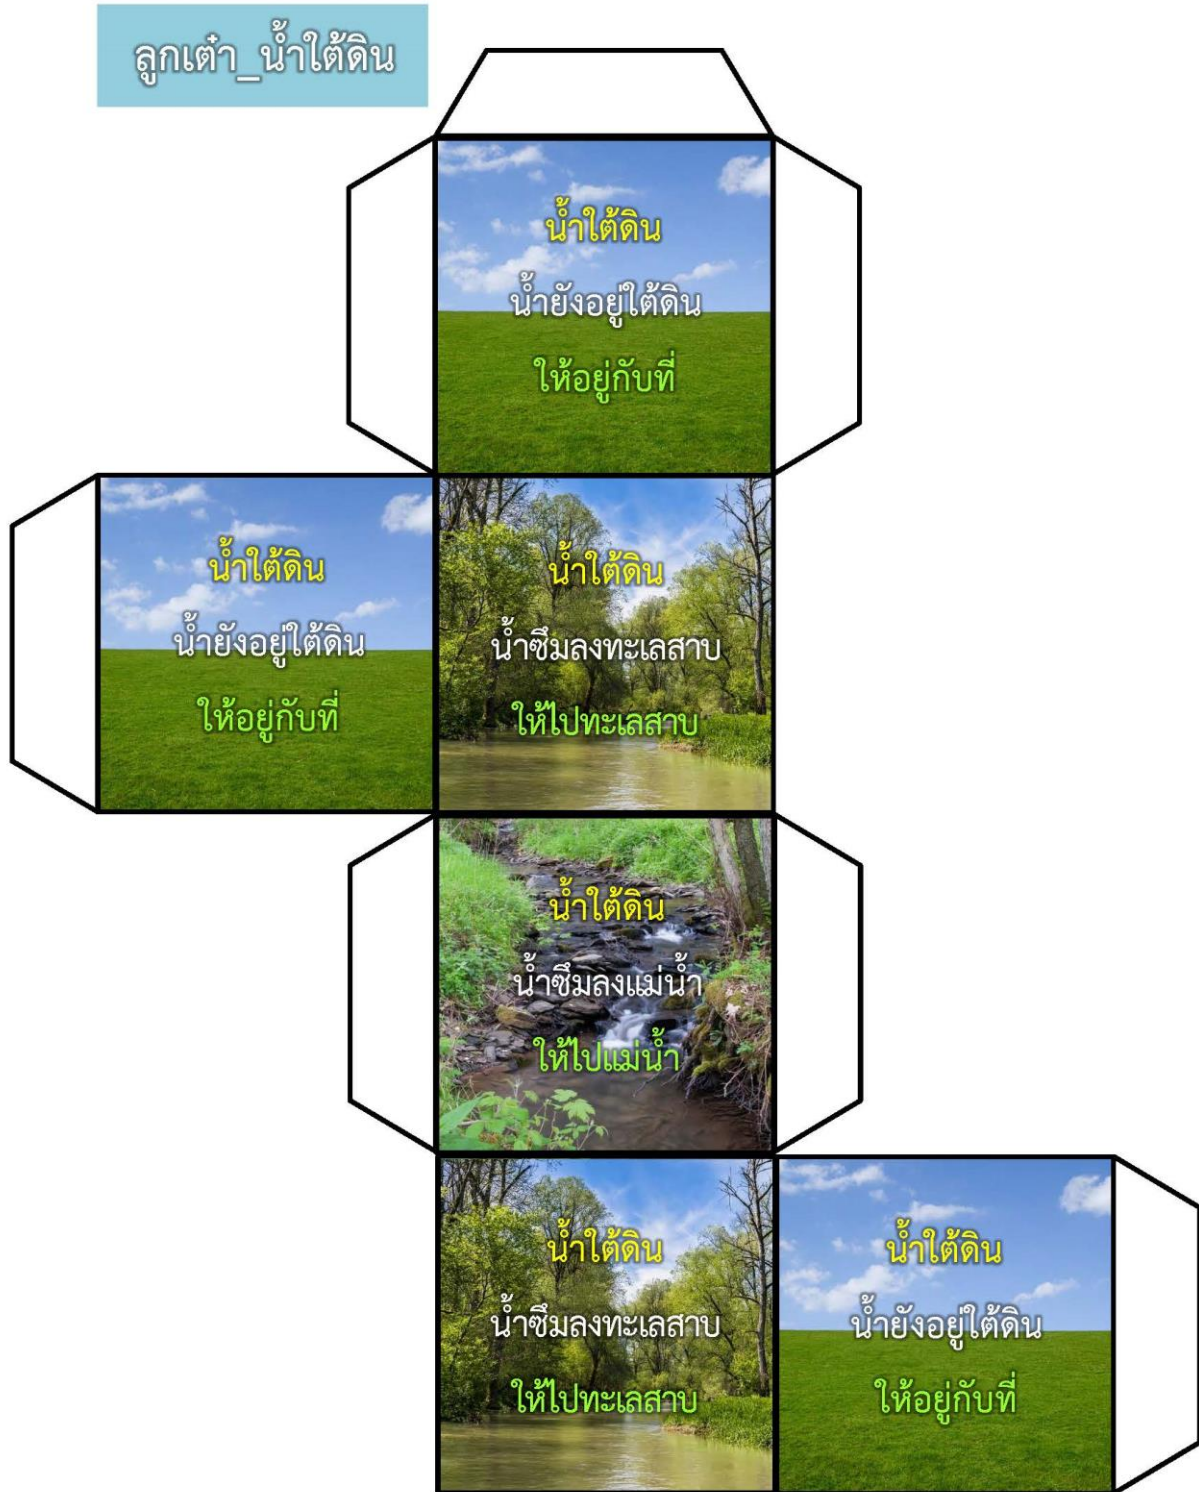 ลูกเต๋า_น้ำใต้ดิน
น้ำใต้ดิน
น้ำยังอยู่ใต้ดิน
ให้อยู่กับที่
น้ำใต้ดิน
น้ำยังอยู่ใต้ดิน
ให้อยู่กับที่
น้ำใต้ดิน
น้ำซึมลงทะเลสาบ
ให้ไปทะเลสาบ
น้ำใต้ดิน
น้ำซึมลงแม่น้ำ
ให้ไปแม่น้ำ
น้ำใต้ดิน
น้ำซึมลงทะเลสาบ
ให้ไปทะเลสาบ
น้ำใต้ดิน
น้ำยังอยู่ใต้ดิน
ให้อยู่กับที่